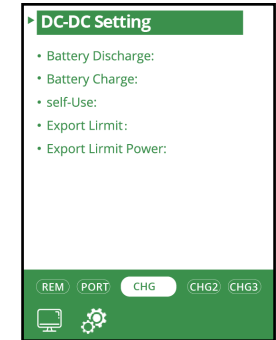 DC-DC Setting
• Battery Discharge:
• Battery Charge:
• self-Use:
• Export Lirmit:
• Export Lirmit Power:
REM PORT CHG CHG2 CHG3